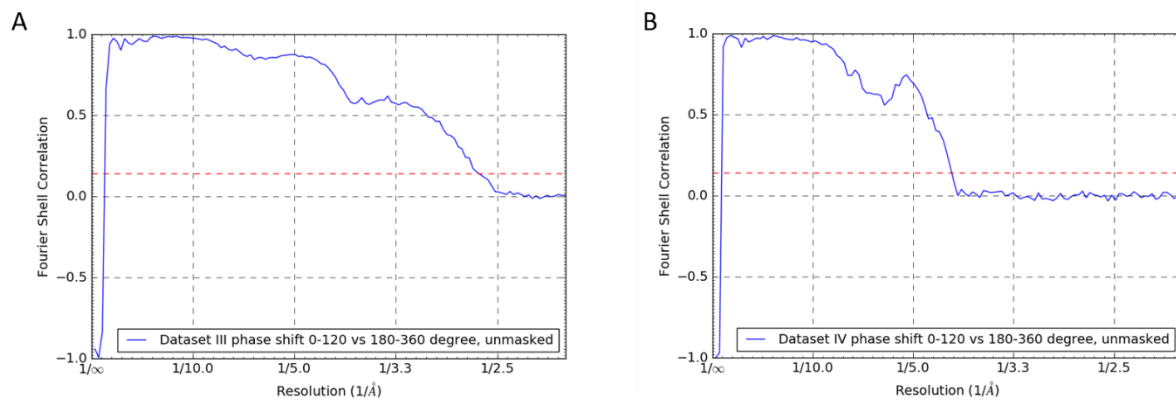 A
Fourier Shell Correlation
1.0
0.5
0.0
−0.5
−1.0
Dataset III phase shift 0-120 vs 180-360 degree, unmasked
1/∞ 1/10.0 1/5.0 1/3.3 1/2.5
Resolution (1/Å)
B
Fourier Shell Correlation
1.0
0.5
0.0
−0.5
−1.0
Dataset IV phase shift 0-120 vs 180-360 degree, unmasked
1/∞ 1/10.0 1/5.0 1/3.3 1/2.5
Resolution (1/Å)